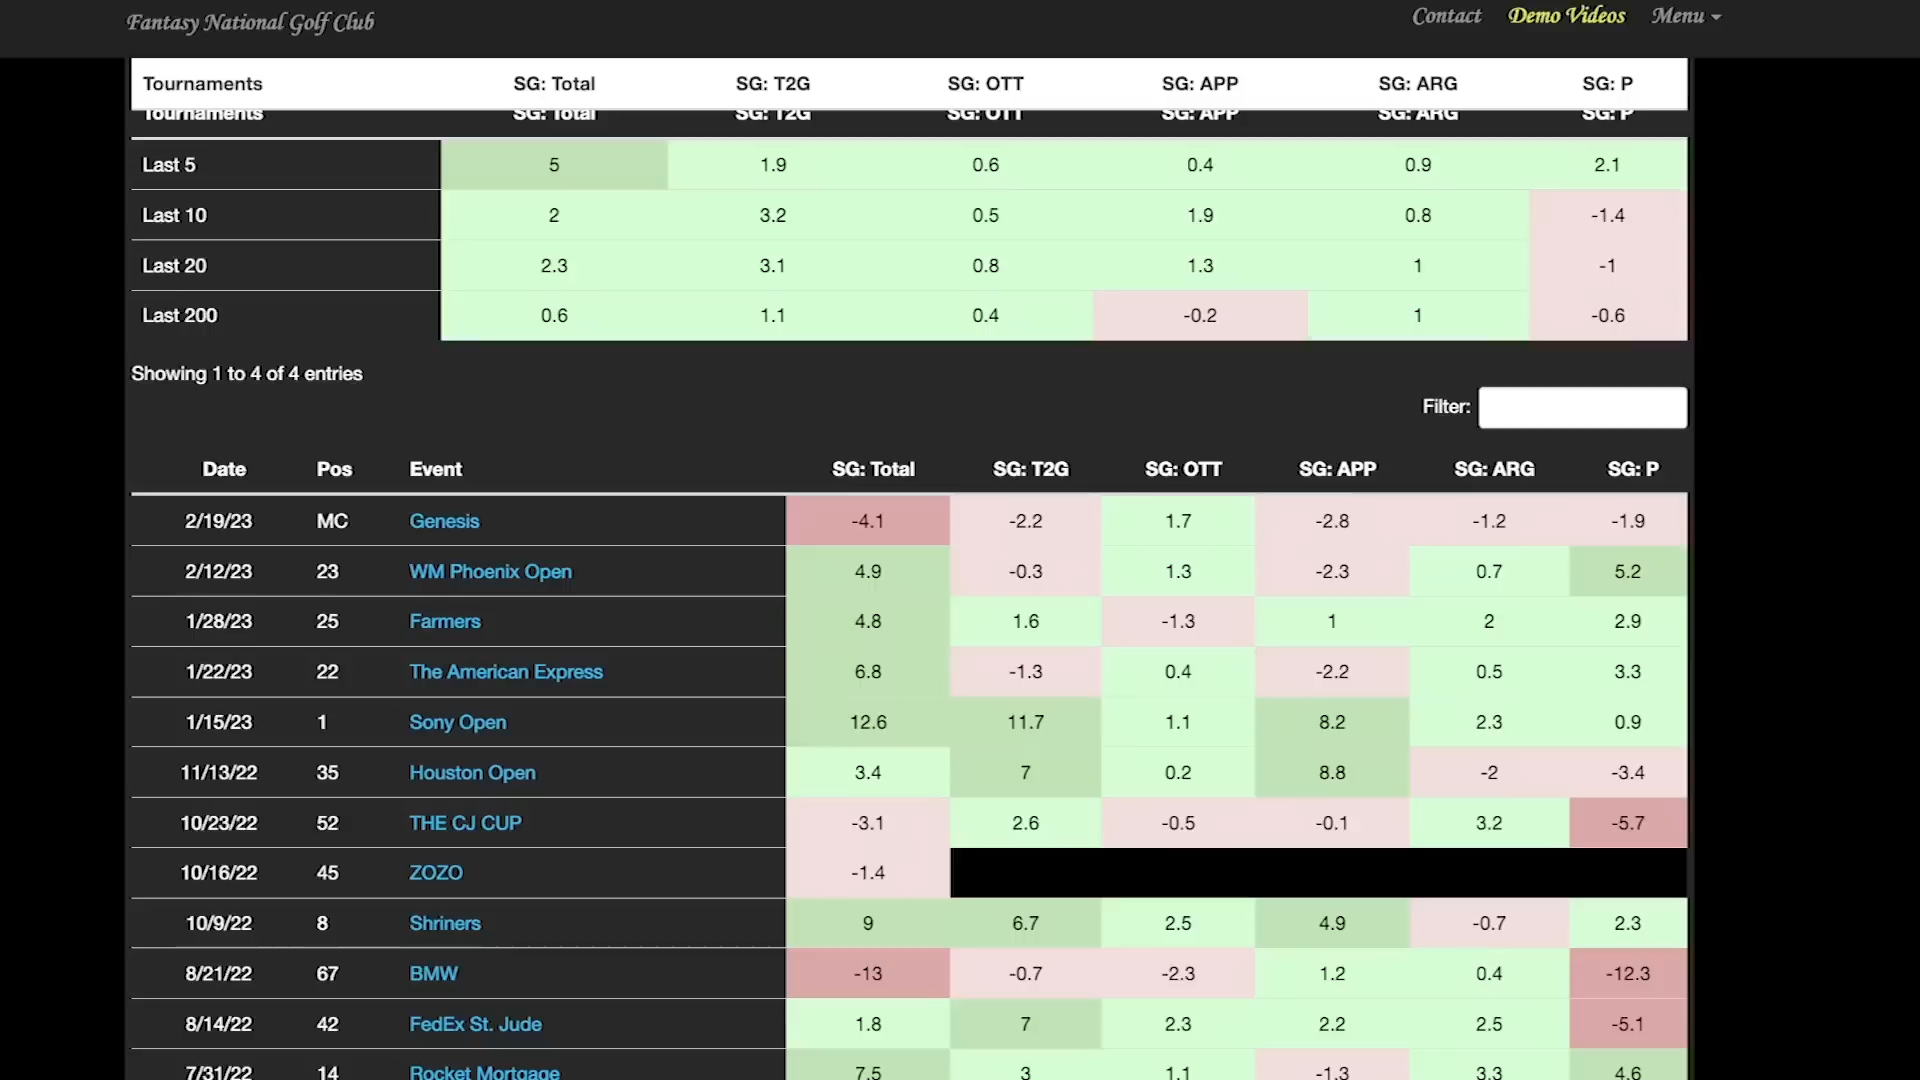 Fantasy National Golf Club
Contact Demo Videos Menu
Tournaments SG: Total SG: T2G SG: OTT SG: APP SG: ARG SG: P
Tournaments SG: Total SG: T2G SG: OTT SG: APP SG: ARG SG: P
Last 5 5 1.9 0.6 0.4 0.9 2.1
Last 10 2 3.2 0.5 1.9 0.8 -1.4
Last 20 2.3 3.1 0.8 1.3 1 -1
Last 200 0.6 1.1 0.4 -0.2 1 -0.6
Showing 1 to 4 of 4 entries
Filter:
Date Pos Event SG: Total SG: T2G SG: OTT SG: APP SG: ARG SG: P
2/19/23 MC Genesis -4.1 -2.2 1.7 -2.8 -1.2 -1.9
2/12/23 23 WM Phoenix Open 4.9 -0.3 1.3 -2.3 0.7 5.2
1/28/23 25 Farmers 4.8 1.6 -1.3 1 2 2.9
1/22/23 22 The American Express 6.8 -1.3 0.4 -2.2 0.5 3.3
1/15/23 1 Sony Open 12.6 11.7 1.1 8.2 2.3 0.9
11/13/22 35 Houston Open 3.4 7 0.2 8.8 -2 -3.4
10/23/22 52 THE CJ CUP -3.1 2.6 -0.5 -0.1 3.2 -5.7
10/16/22 45 ZOZO -1.4
10/9/22 8 Shriners 9 6.7 2.5 4.9 -0.7 2.3
8/21/22 67 BMW -13 -0.7 -2.3 1.2 0.4 -12.3
8/14/22 42 FedEx St. Jude 1.8 7 2.3 2.2 2.5 -5.1
7/31/22 14 Rocket Mortgage 7.5 3 1.1 -1.3 3.3 4.6